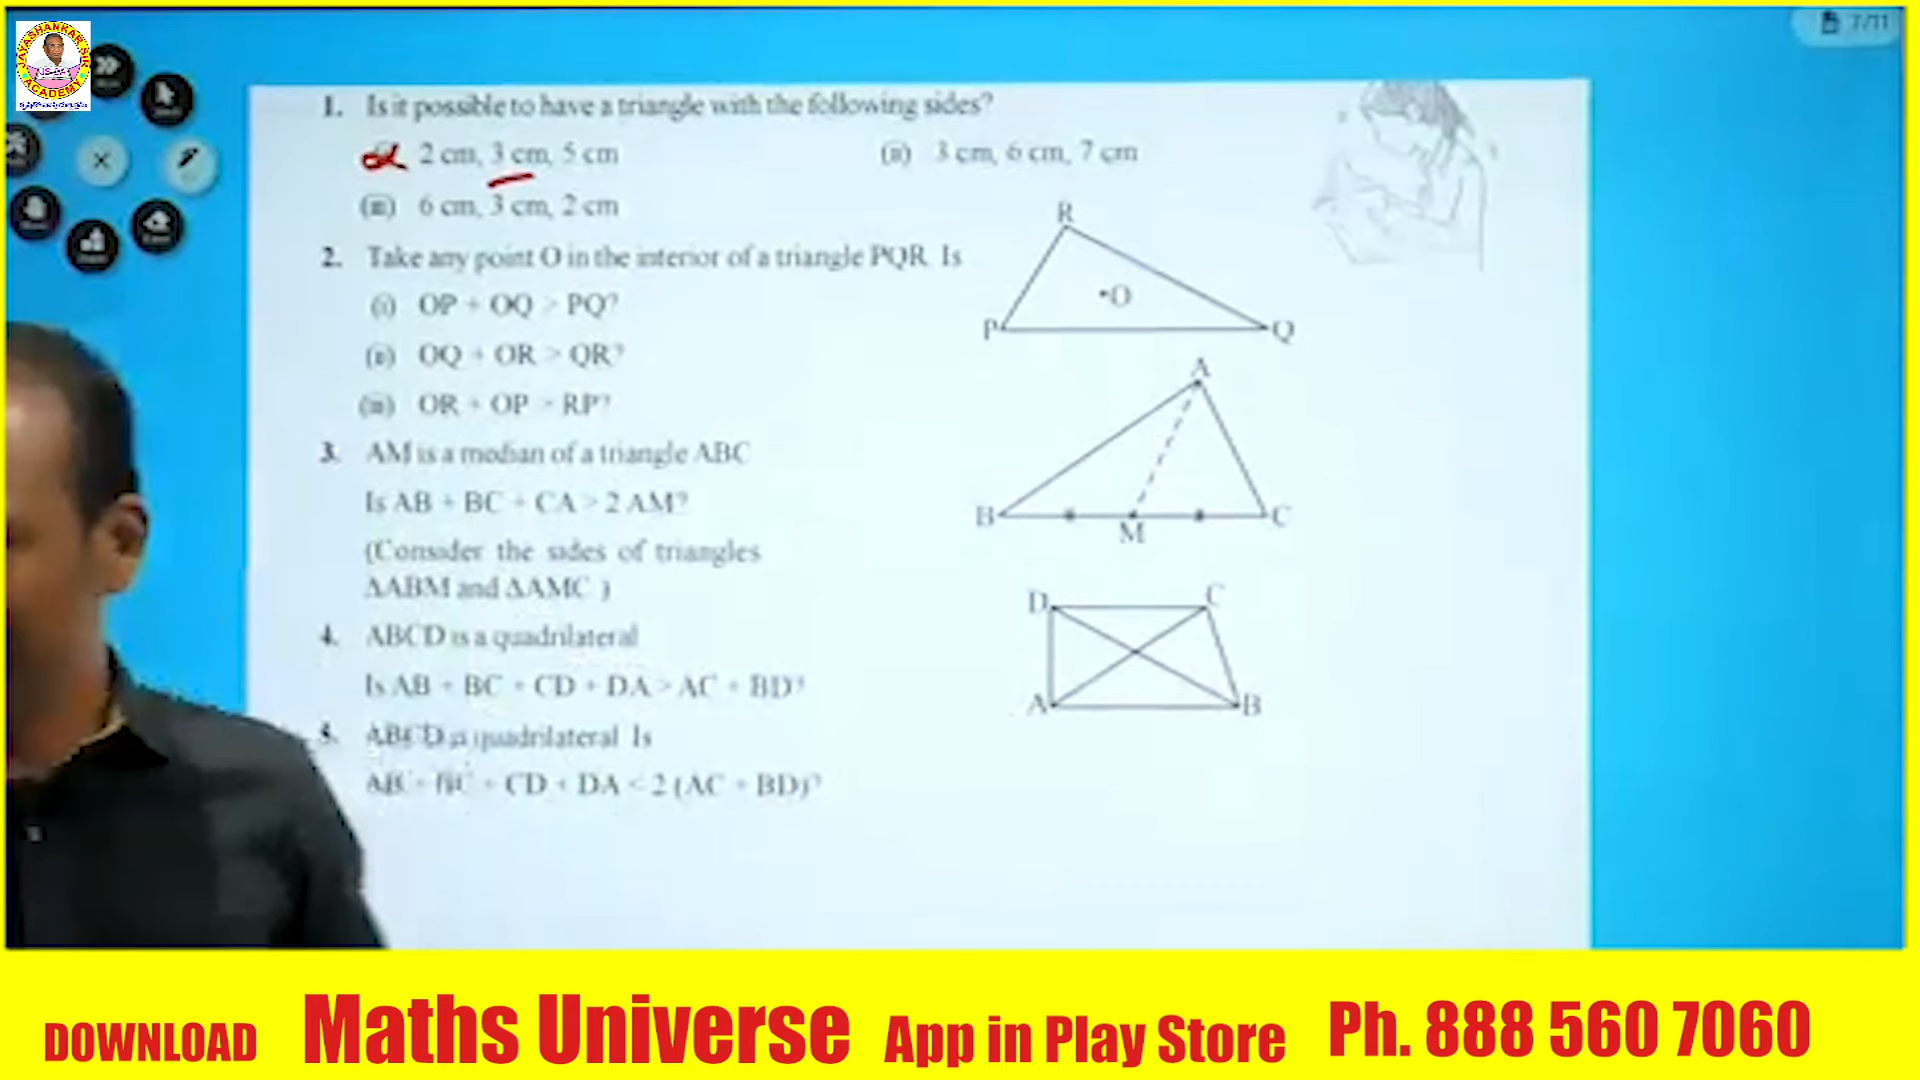 JAYASHANKAR SIR
ACADEMY
7/11
1. Is it possible to have a triangle with the following sides?
2 cm, 3 cm, 5 cm (ii) 3 cm, 6 cm, 7 cm
(iii) 6 cm, 3 cm, 2 cm
2. Take any point O in the interior of a triangle PQR. Is
(i) OP + OQ > PQ?
(ii) OQ + OR > QR?
(iii) OR + OP > RP?
R
O
P
Q
3. AM is a median of a triangle ABC
Is AB + BC + CA > 2 AM?
(Consider the sides of triangles
ΔABM and ΔAMC )
A
B
M
C
4. ABCD is a quadrilateral
Is AB + BC + CD + DA > AC + BD?
D
C
A
B
5. ABCD is quadrilateral Is
AB + BC + CD + DA < 2 (AC + BD)?
DOWNLOAD Maths Universe App in Play Store Ph. 888 560 7060